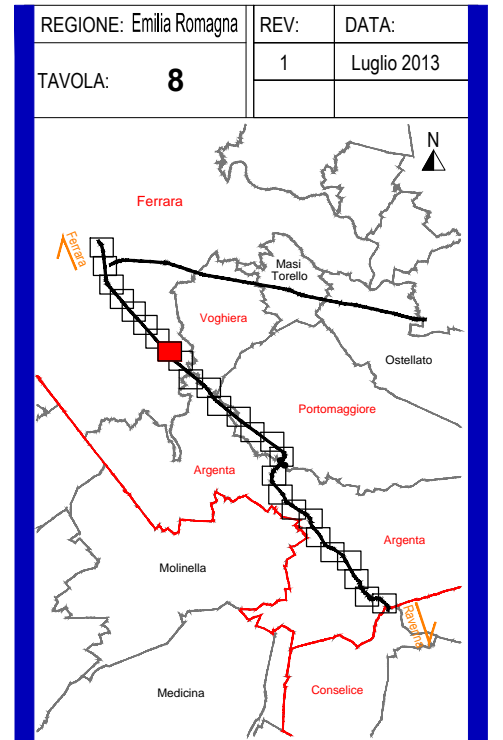 REGIONE: Emilia Romagna
REV:
DATA:
TAVOLA: 8
1
Luglio 2013
N
Ferrara
Ferrara
Masi
Torello
Voghiera
Ostellato
Portomaggiore
Argenta
Argenta
Molinella
Ravenna
Medicina
Conselice